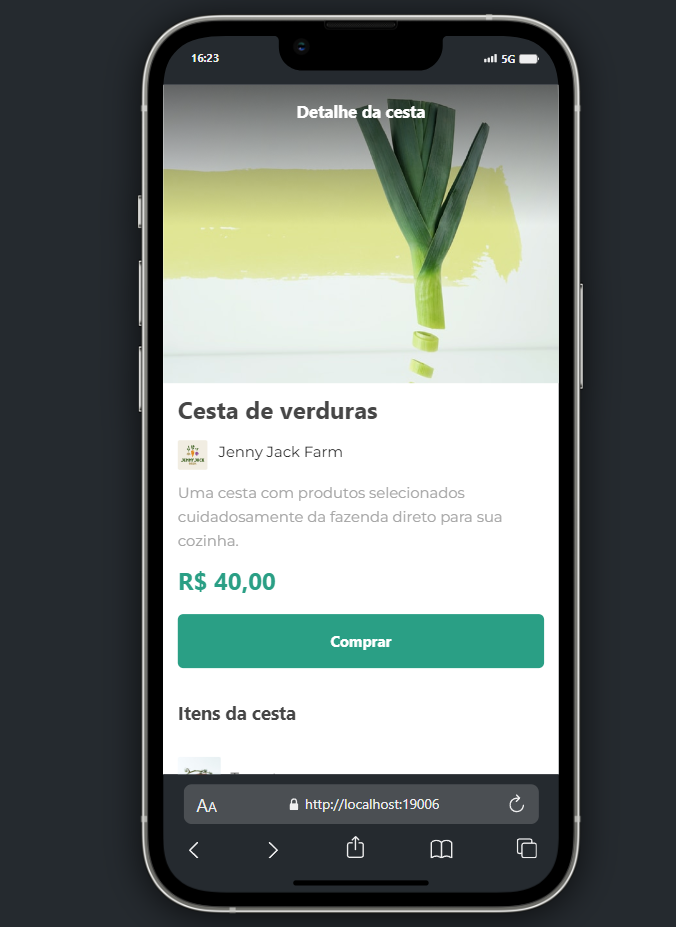 16:23
5G
Detalhe da cesta
Cesta de verduras
JENNY JACK
Jenny Jack Farm
Uma cesta com produtos selecionados
cuidadosamente da fazenda direto para sua
cozinha.
R$ 40,00
Comprar
Itens da cesta
AA
http://localhost:19006